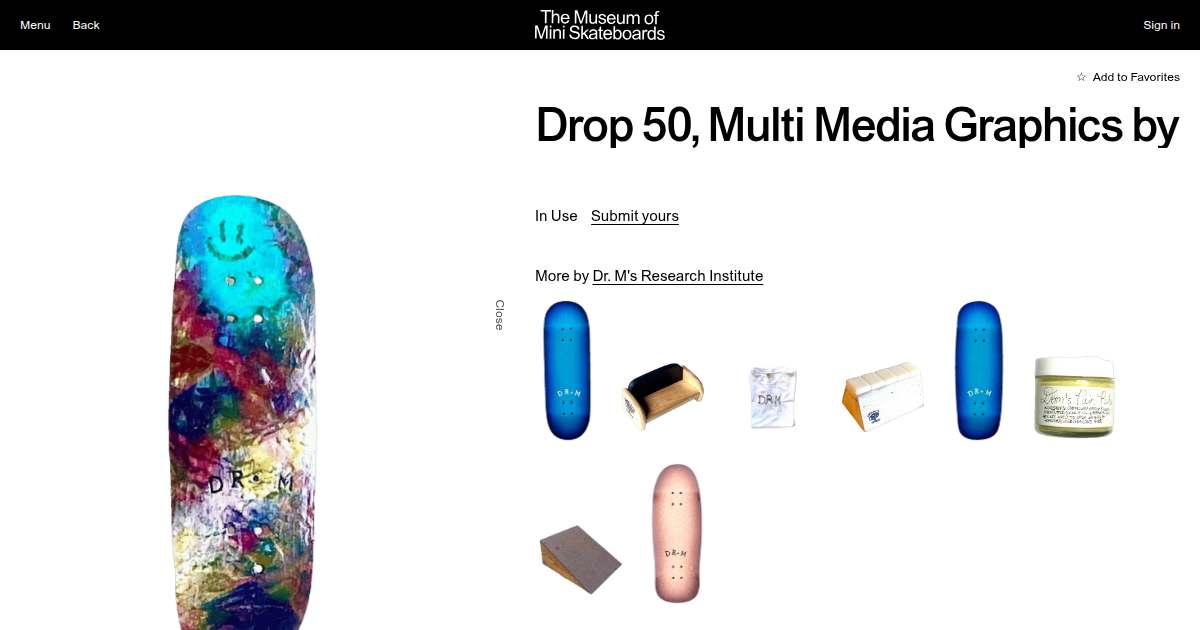 Menu
Back
The Museum of
Mini Skateboards
Sign in
☆ Add to Favorites
Drop 50, Multi Media Graphics by
In Use Submit yours
More by Dr. M's Research Institute
Close
DR•M
DR•M
DRM
DR•M
DR•M